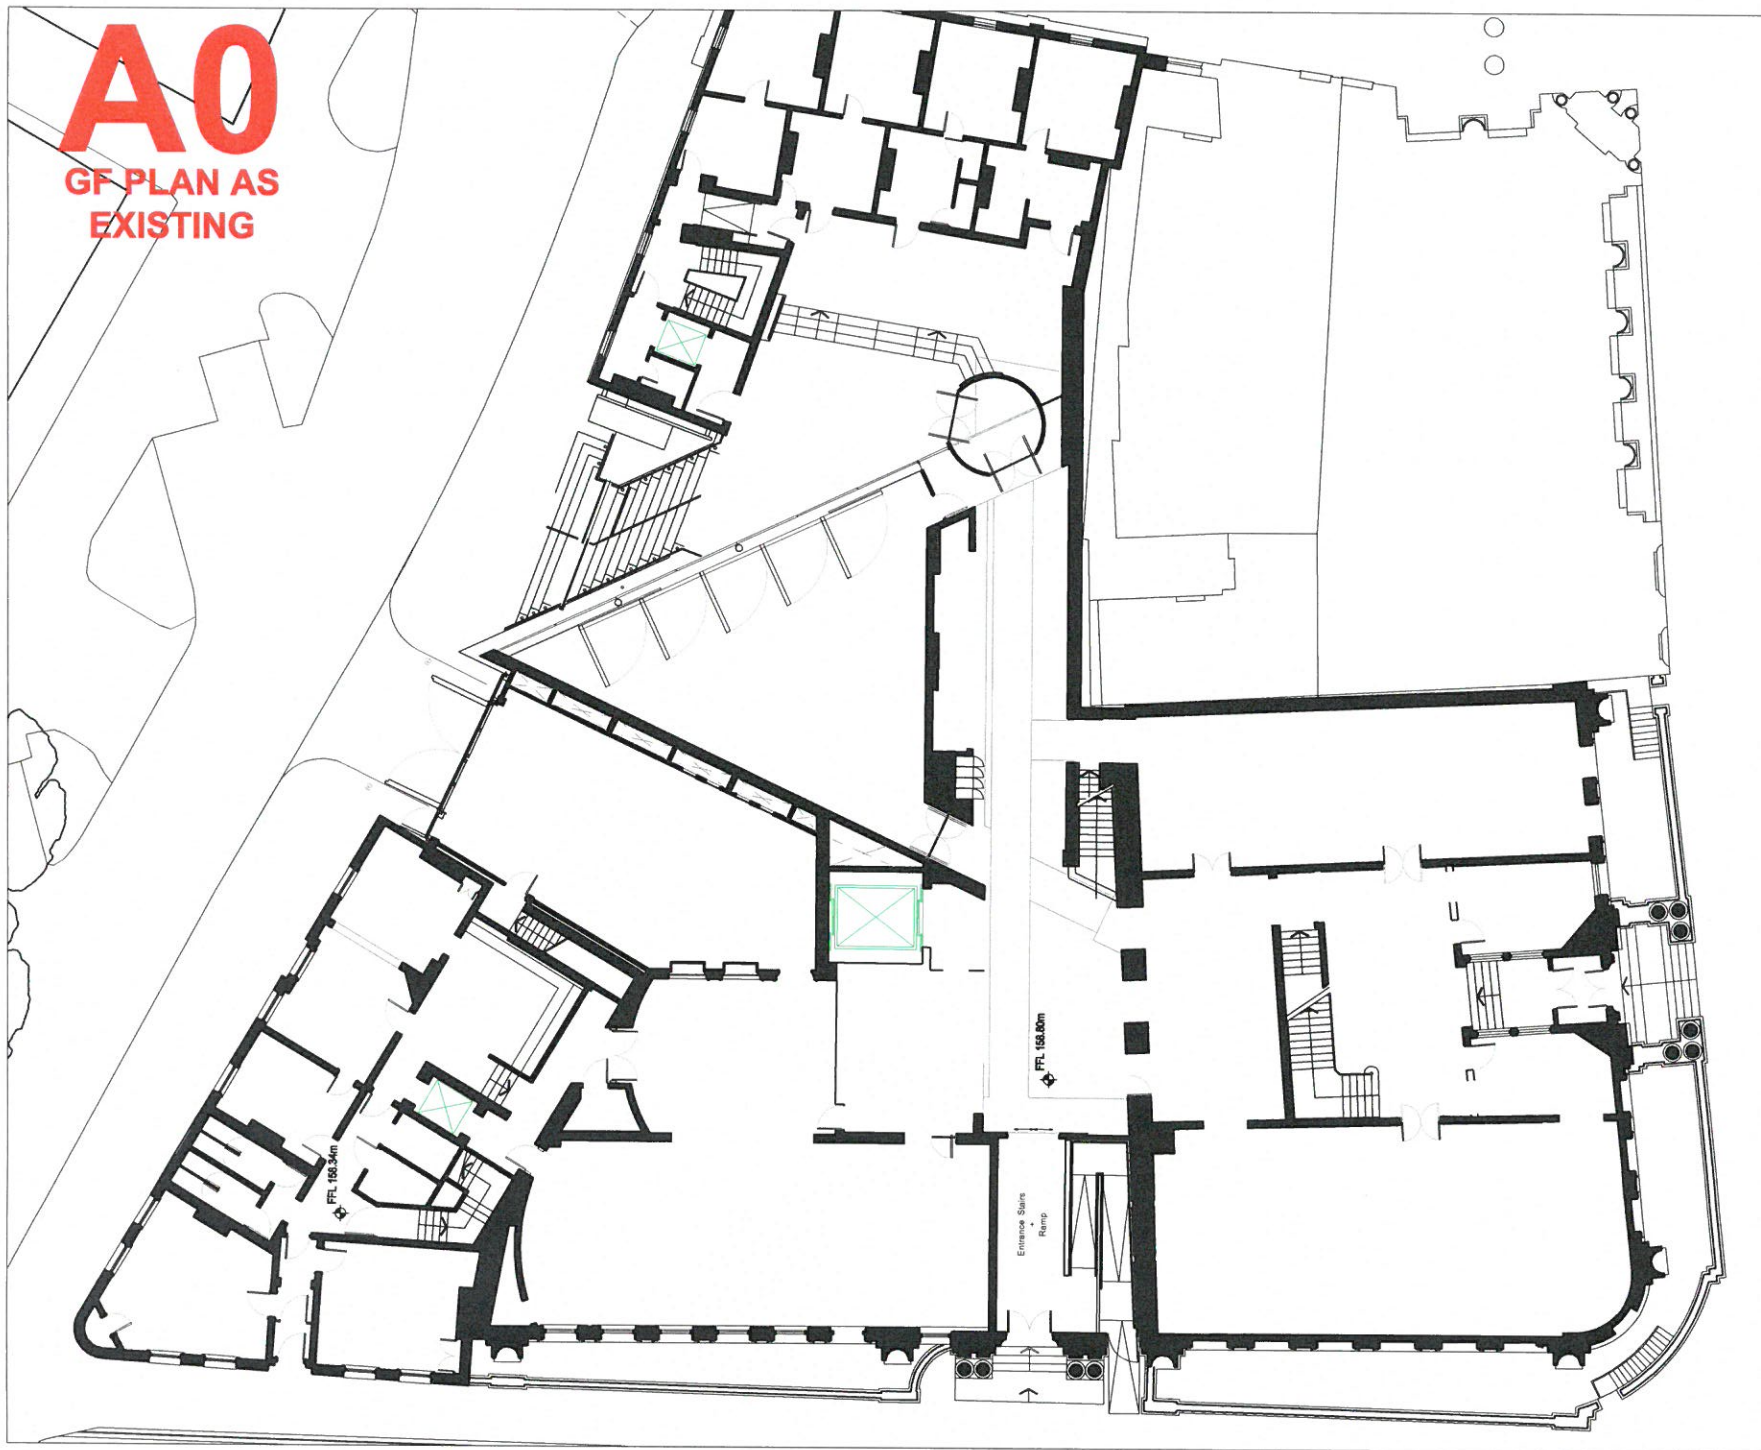 A0
GF PLAN AS
EXISTING
FFL 158.80m
FFL 158.34m
Entrance Stairs
+
Ramp